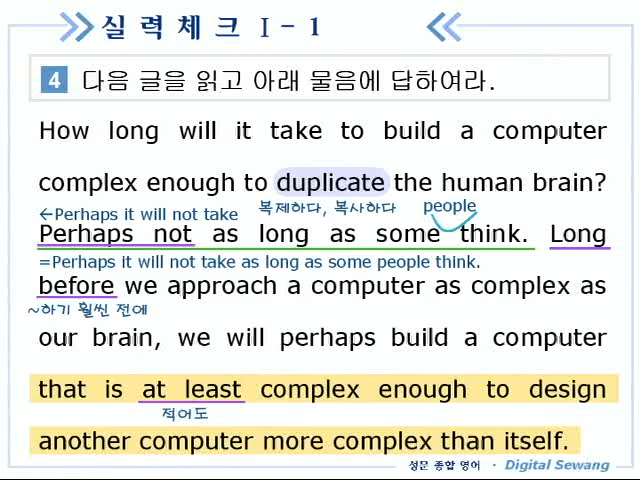 실력체크 I - 1
4 다음 글을 읽고 아래 물음에 답하여라.
How long will it take to build a computer
complex enough to duplicate the human brain?
←Perhaps it will not take 복제하다, 복사하다 people
Perhaps not as long as some think. Long
=Perhaps it will not take as long as some people think.
before we approach a computer as complex as
~하기 훨씬 전에
our brain, we will perhaps build a computer
that is at least complex enough to design
적어도
another computer more complex than itself.
성문 종합 영어 · Digital Sewang